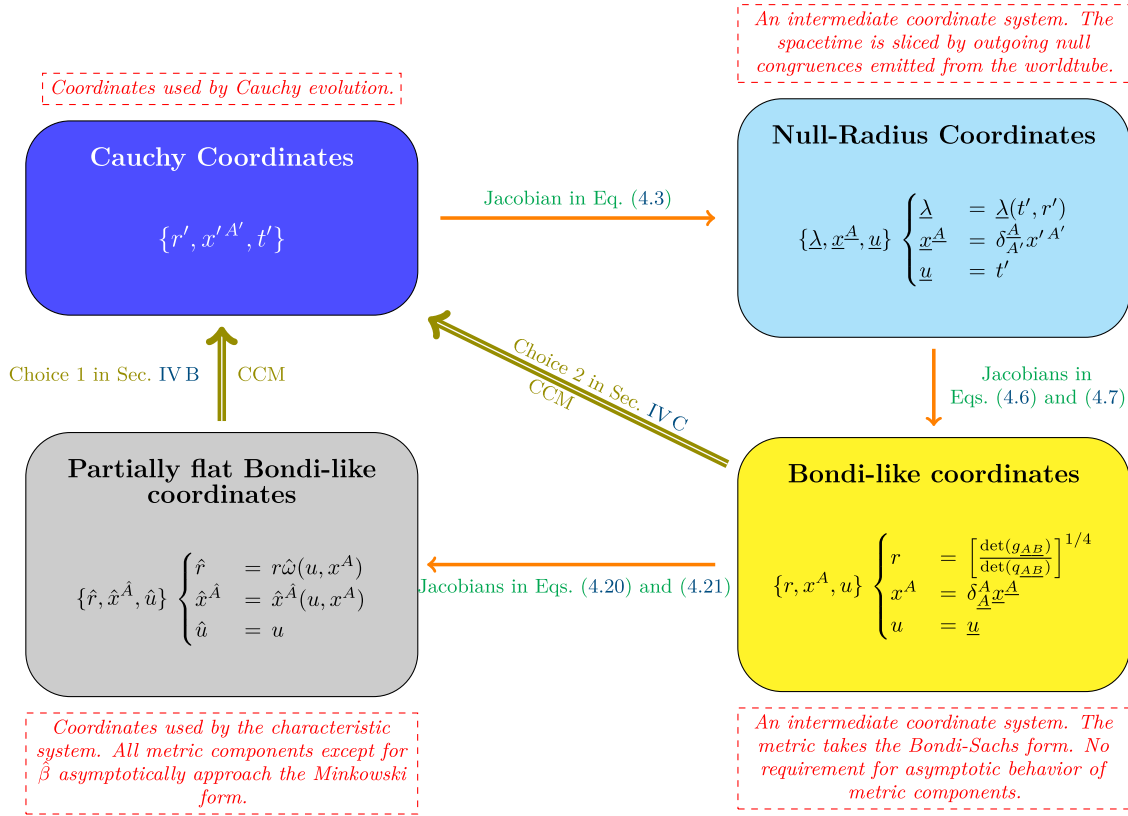 Coordinates used by Cauchy evolution.
Cauchy Coordinates
{r′, x′^{A′}, t′}
Jacobian in Eq. (4.3)
An intermediate coordinate system. The
spacetime is sliced by outgoing null
congruences emitted from the worldtube.
Null-Radius Coordinates
{λ̲, x̲^{A̲}, u̲}
λ̲ = λ̲(t′, r′)
x̲^{A̲} = δ^{A̲}_{A′} x′^{A′}
u̲ = t′
Choice 1 in Sec. IV B
CCM
Choice 2 in Sec. IV C
CCM
Jacobians in
Eqs. (4.6) and (4.7)
Partially flat Bondi-like
coordinates
{r̂, x̂^{Â}, û}
r̂ = rω̂(u, x^A)
x̂^{Â} = x̂^{Â}(u, x^A)
û = u
Jacobians in Eqs. (4.20) and (4.21)
Bondi-like coordinates
{r, x^A, u}
r = [det(g_{A̲B̲})/det(q_{A̲B̲})]^{1/4}
x^A = δ^A_{A̲} x̲^{A̲}
u = u̲
Coordinates used by the characteristic
system. All metric components except for
β̂ asymptotically approach the Minkowski
form.
An intermediate coordinate system. The
metric takes the Bondi-Sachs form. No
requirement for asymptotic behavior of
metric components.